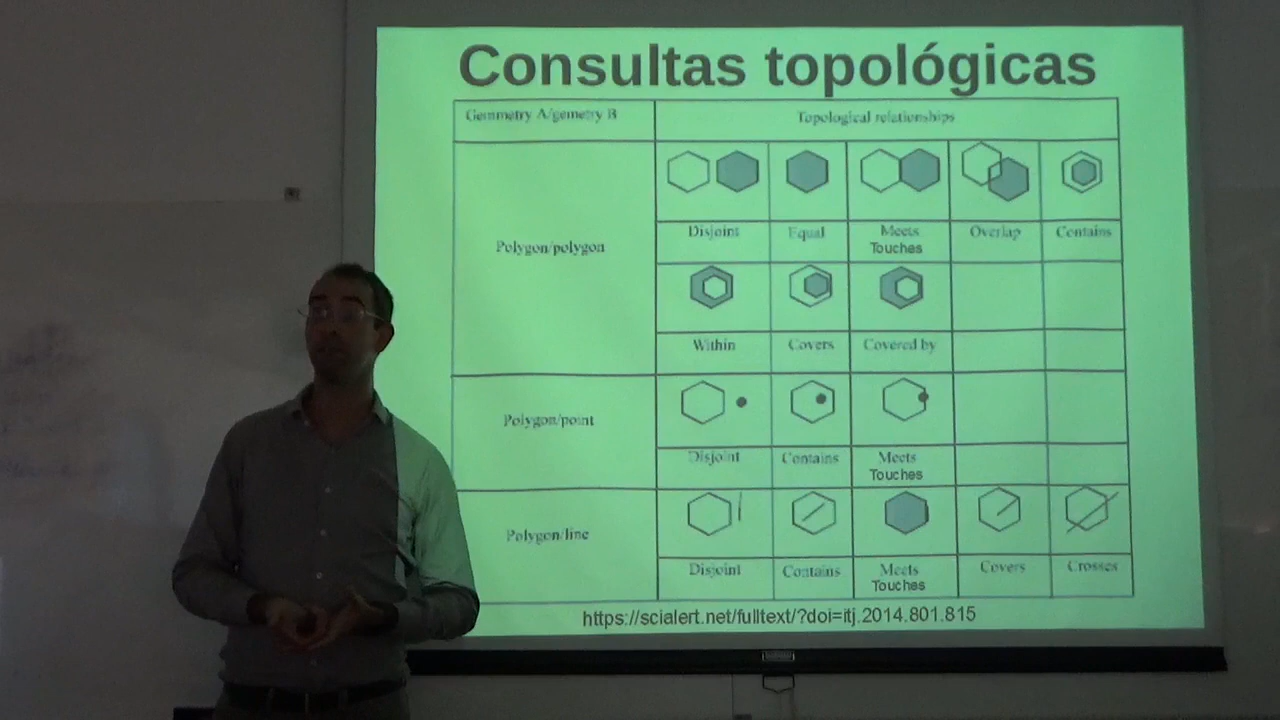 Consultas topológicas
Gemmetry A/gemetry B
Topological relationships
Polygon/polygon
Disjoint
Equal
Meets
Touches
Overlap
Contains
Within
Covers
Covered by
Polygon/point
Disjoint
Contains
Meets
Touches
Polygon/line
Disjoint
Contains
Meets
Touches
Covers
Crosses
https://scialert.net/fulltext/?doi=itj.2014.801.815